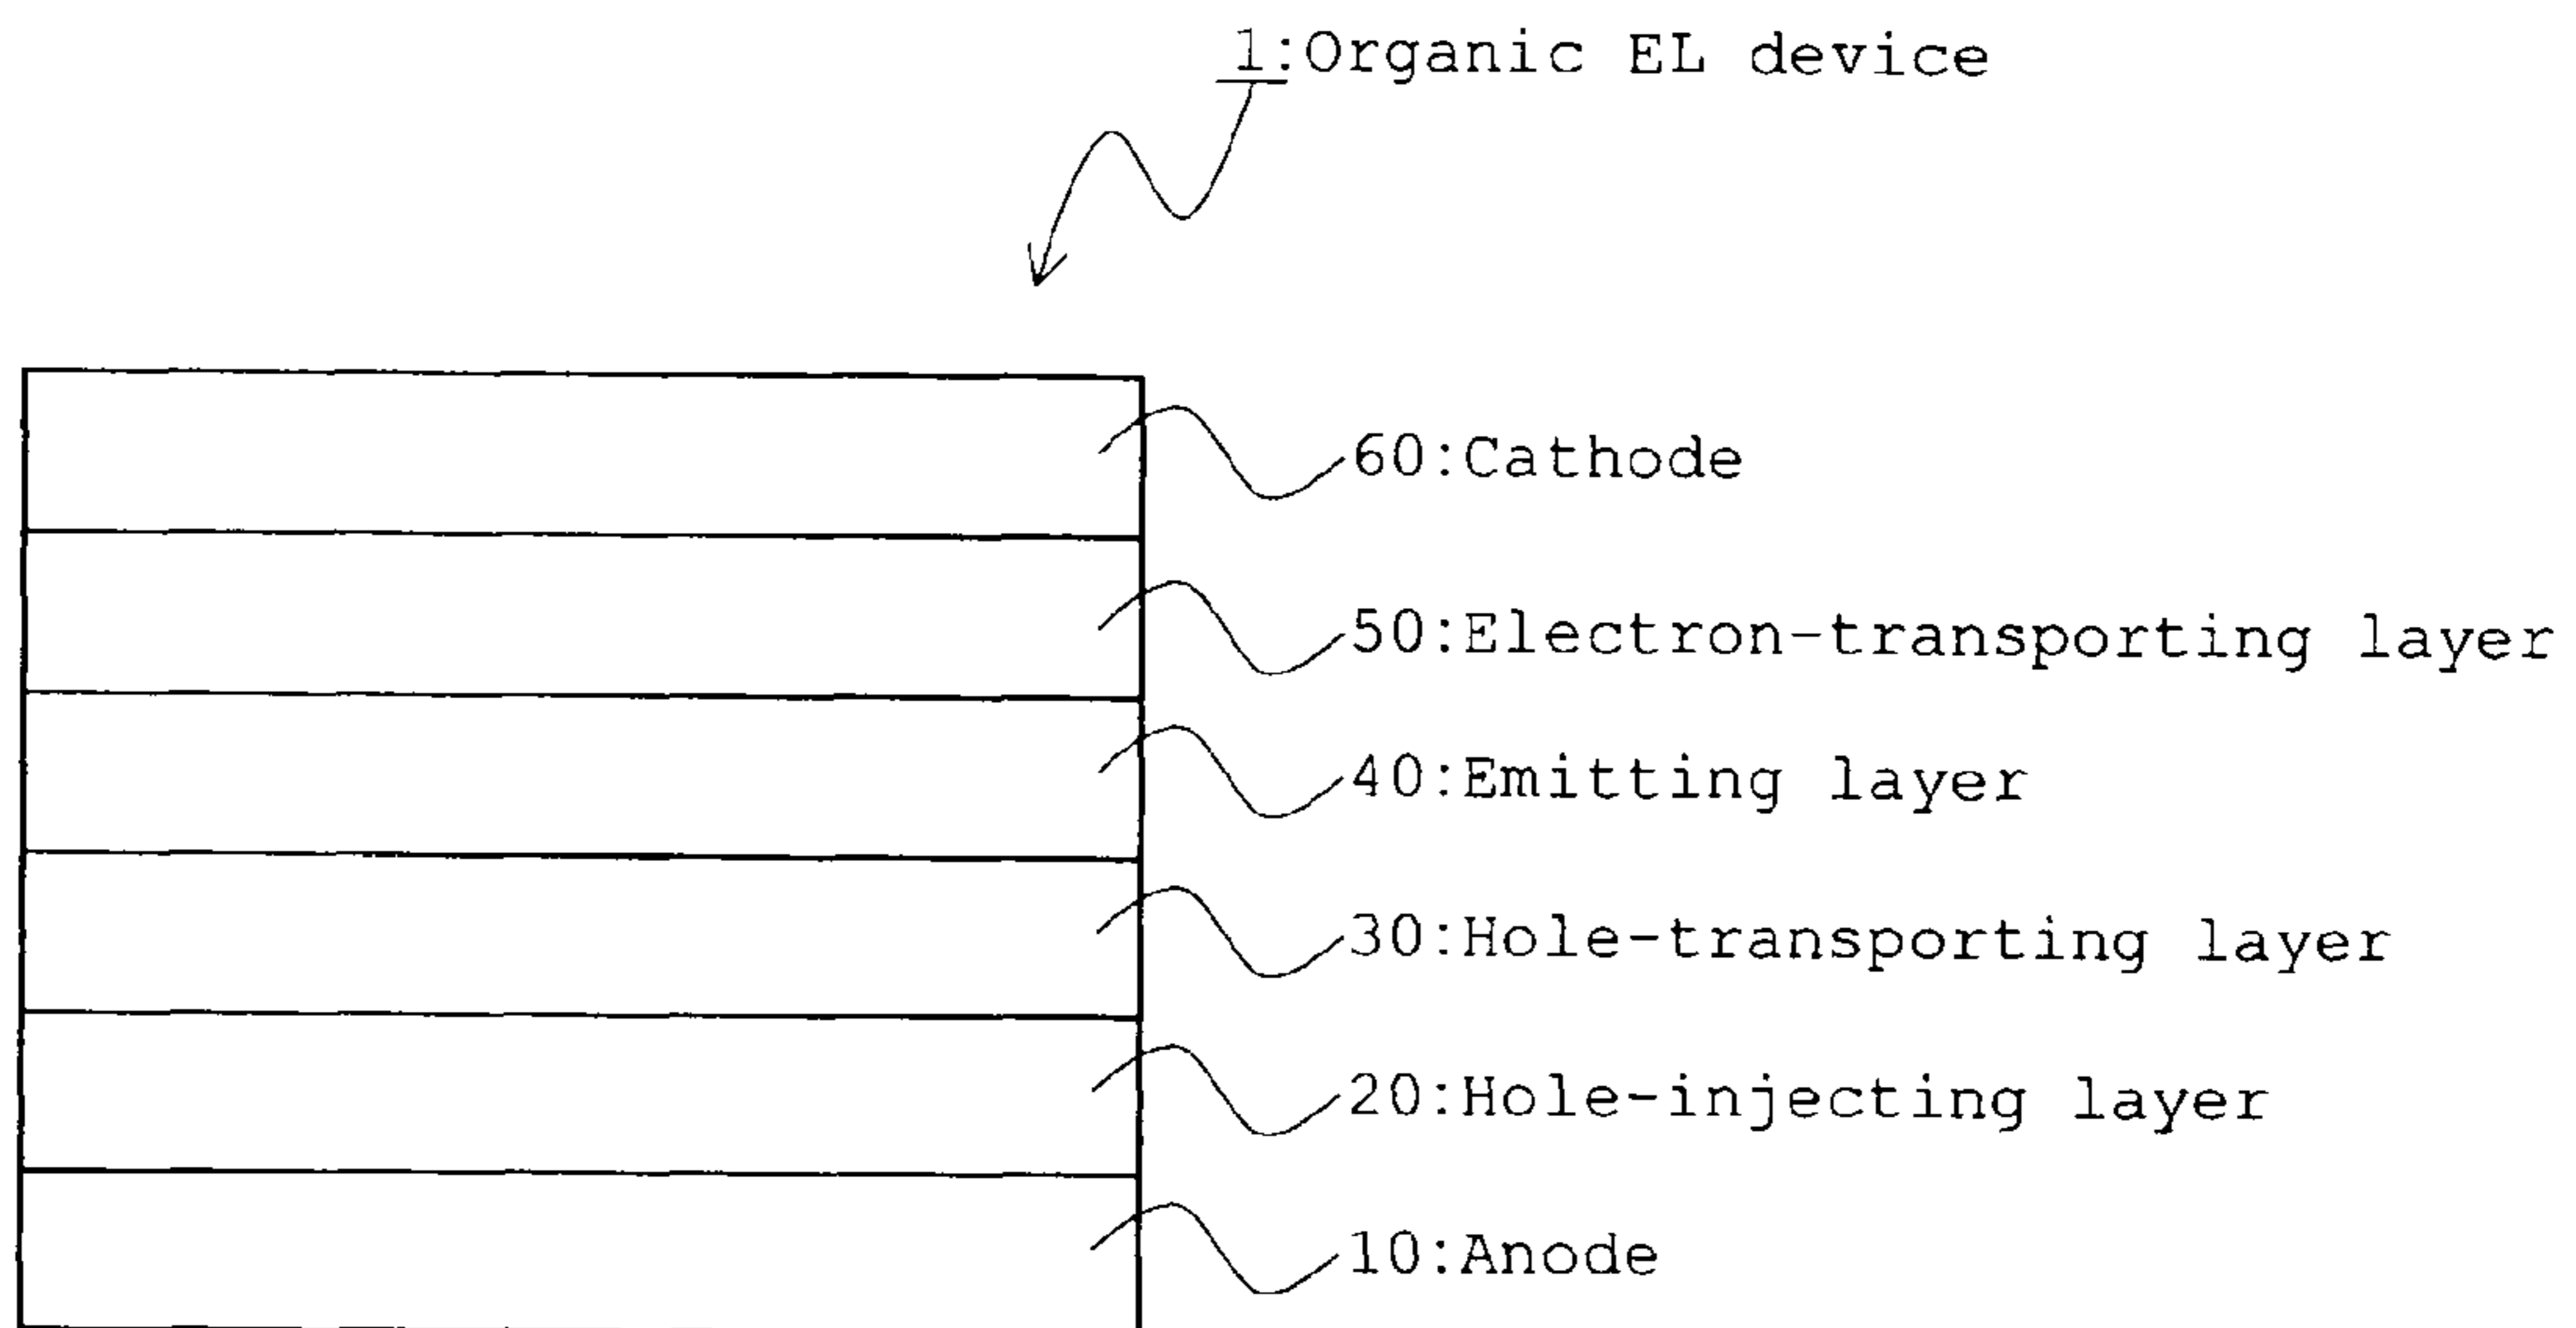 1:Organic EL device
60:Cathode
50:Electron-transporting layer
40:Emitting layer
30:Hole-transporting layer
20:Hole-injecting layer
10:Anode